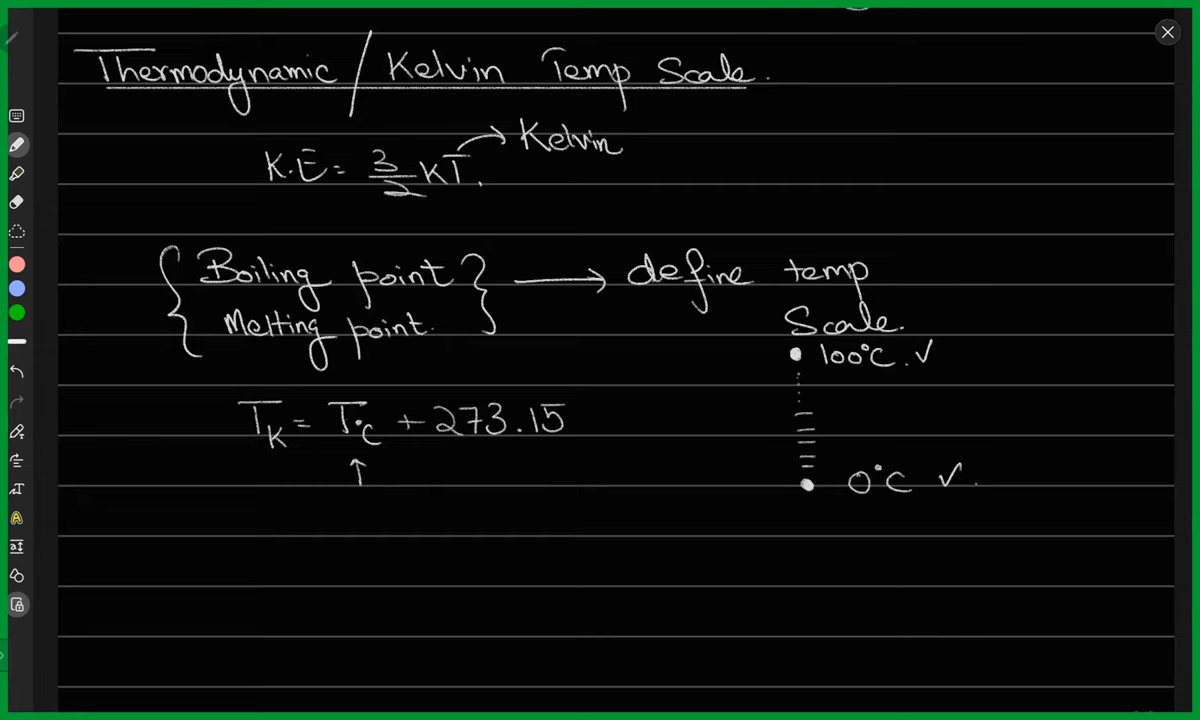 Thermodynamic / Kelvin Temp Scale.
K.E = 3/2 KT. → Kelvin
{ Boiling point } → define temp
Melting point. Scale.
100°C. ✓
T_K = T°C + 273.15
↑
0°C ✓.